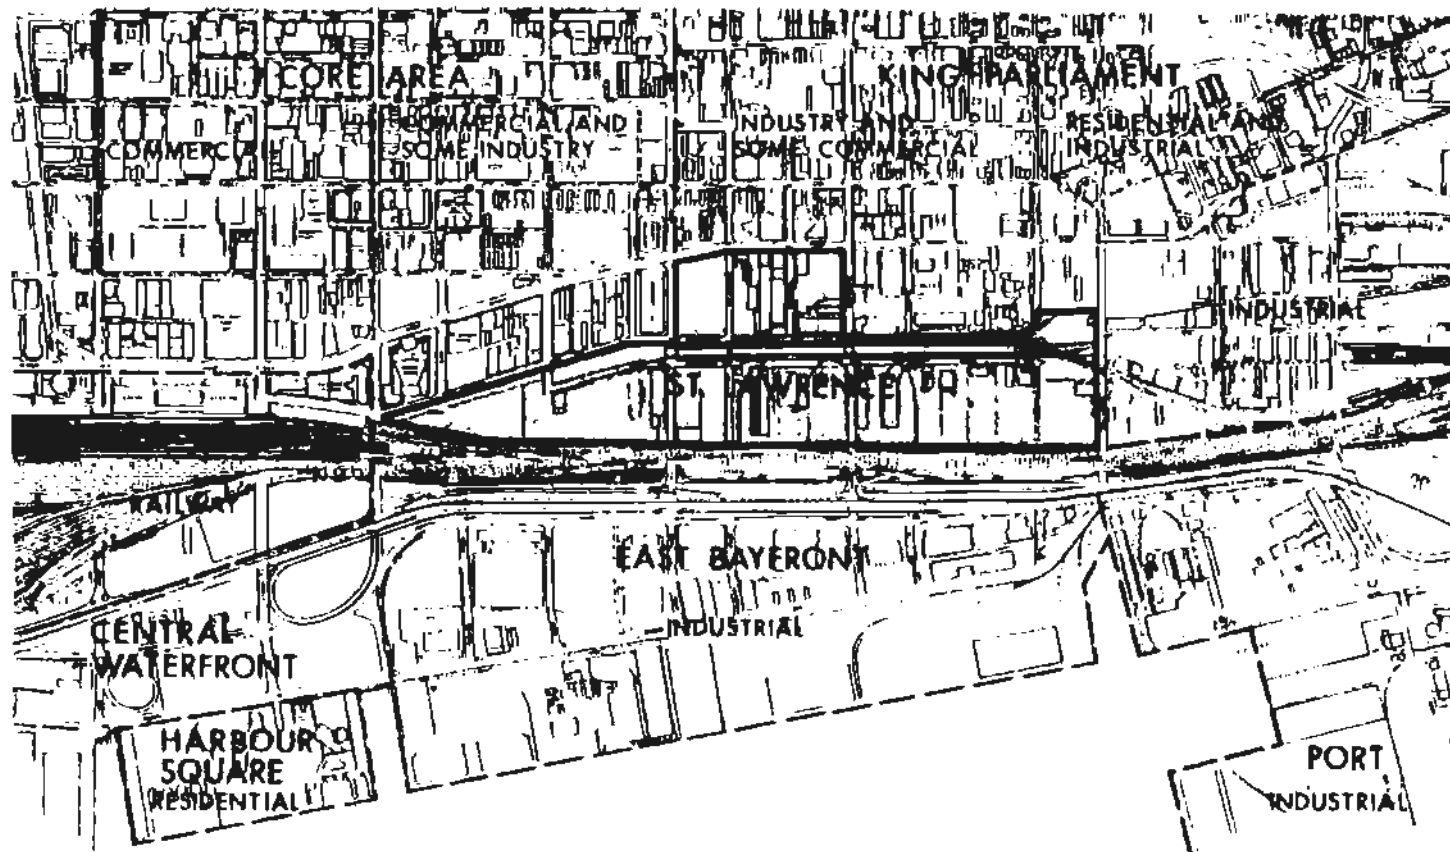 CORE AREA
KING PARLIAMENT
COMMERCIAL AND
SOME INDUSTRY
COMMERCIAL
INDUSTRY AND
SOME COMMERCIAL
RESIDENTIAL AND
INDUSTRIAL
INDUSTRIAL
ST. LAWRENCE
RAILWAY
EAST BAYFRONT
INDUSTRIAL
CENTRAL
WATERFRONT
HARBOUR
SQUARE
RESIDENTIAL
PORT
INDUSTRIAL